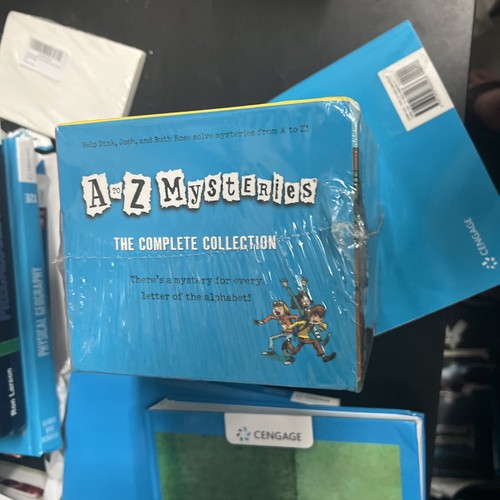 Help Dink, Josh, and Ruth Rose solve mysteries from A to Z!
A TO Z MYSTERIES
THE COMPLETE COLLECTION
There's a mystery for every
letter of the alphabet!
CENGAGE
CENGAGE
PHYSICAL GEOGRAPHY
Ron Larson